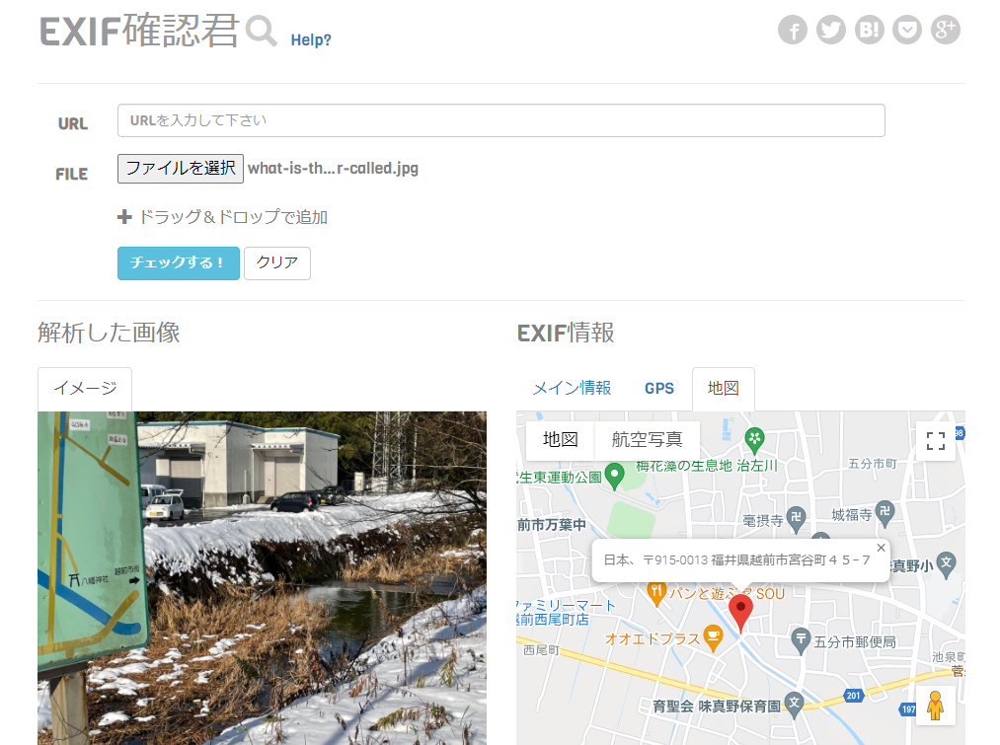 EXIF確認君 Help?
URL
URLを入力して下さい
FILE
ファイルを選択 what-is-th…r-called.jpg
ドラッグ＆ドロップで追加
チェックする！ クリア
解析した画像
イメージ
八幡神社
越前市街
EXIF情報
メイン情報 GPS 地図
地図 航空写真
98
梅花藻の生息地 治左川
五分市町
生東運動公園
城福寺
毫摂寺
前市万葉中
日本、〒915-0013 福井県越前市宮谷町４５−７
真野小
パンと遊ぶ SOU
ファミリーマート
越前西尾町店
オオエドプラス
五分市郵便局
西尾町
池泉町
201
育聖会 味真野保育園
197